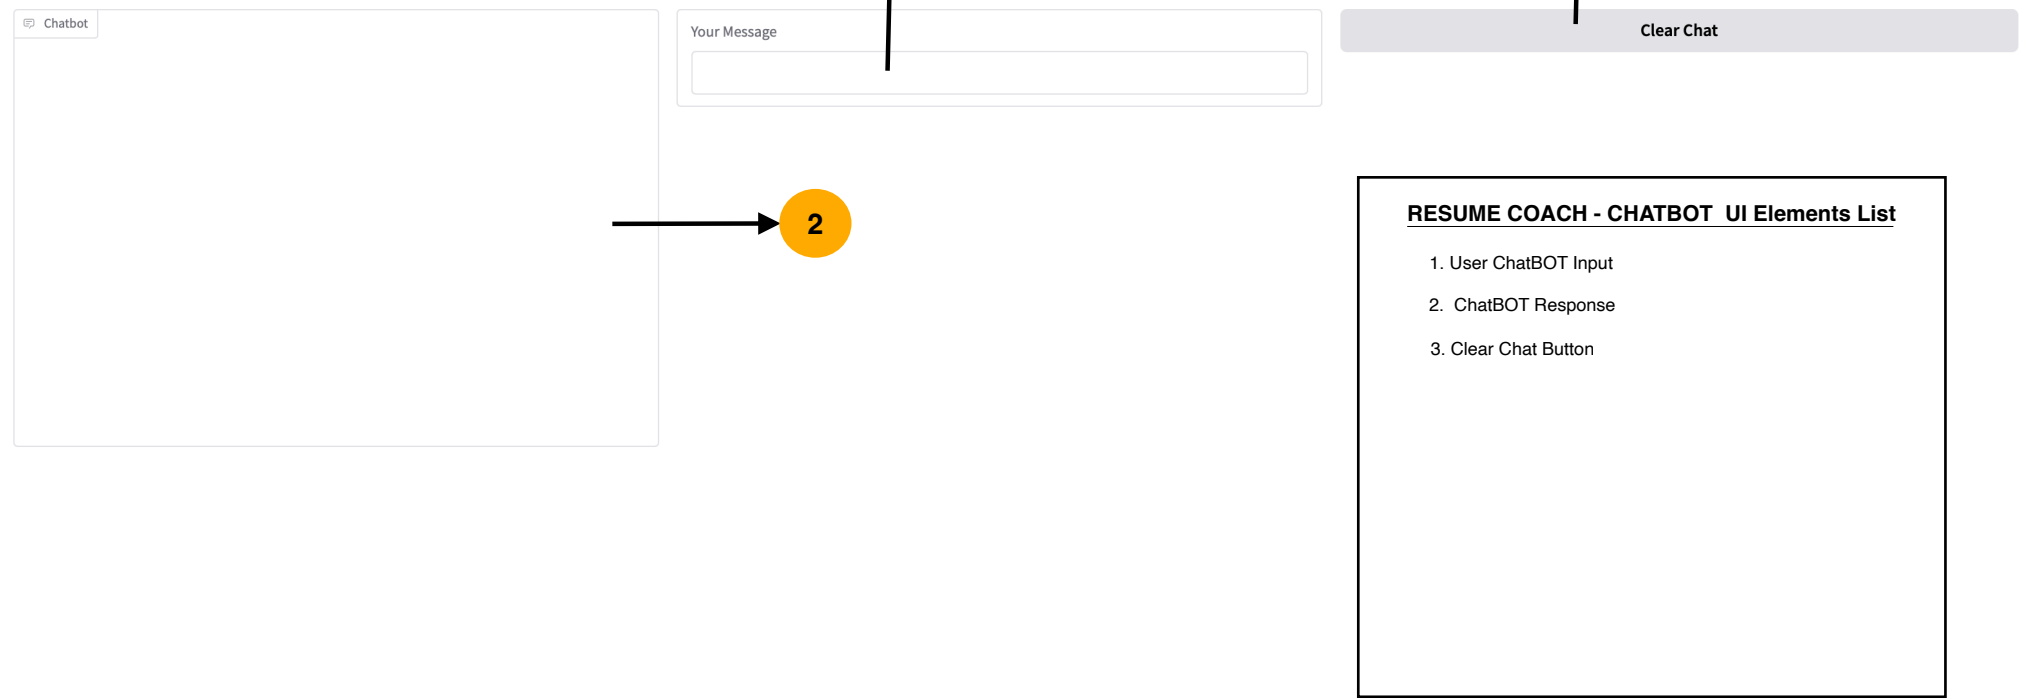 Chatbot
Your Message
Clear Chat
2
RESUME COACH - CHATBOT UI Elements List
1. User ChatBOT Input
2. ChatBOT Response
3. Clear Chat Button